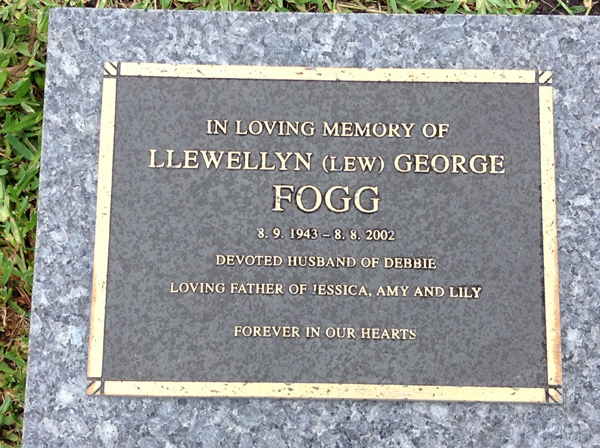 IN LOVING MEMORY OF
LLEWELLYN (LEW) GEORGE
FOGG
8. 9. 1943 – 8. 8. 2002
DEVOTED HUSBAND OF DEBBIE
LOVING FATHER OF JESSICA, AMY AND LILY
FOREVER IN OUR HEARTS